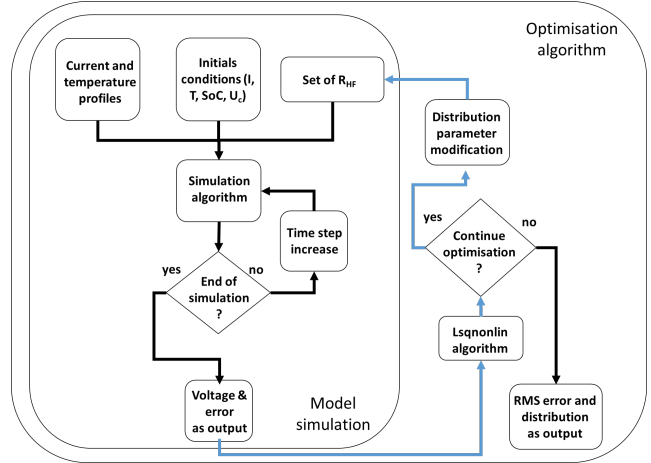 Optimisation
algorithm
Current and
temperature
profiles
Initials
conditions (I,
T, SoC, Uc)
Set of RHF
Distribution
parameter
modification
Simulation
algorithm
Time step
increase
yes
no
End of
simulation
?
yes
no
Continue
optimisation
?
Lsqnonlin
algorithm
Voltage &
error
as output
Model
simulation
RMS error and
distribution
as output